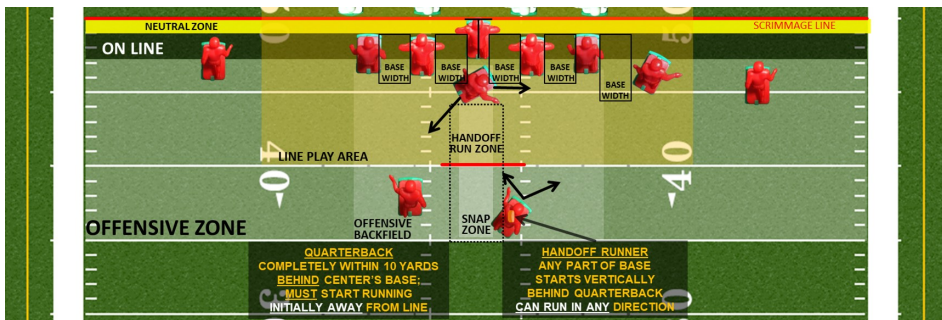 NEUTRAL ZONE
SCRIMMAGE LINE
ON LINE
BASE
WIDTH
BASE
WIDTH
BASE
WIDTH
BASE
WIDTH
BASE
WIDTH
HANDOFF
RUN ZONE
LINE PLAY AREA
40
40
OFFENSIVE
BACKFIELD
SNAP
ZONE
OFFENSIVE ZONE
QUARTERBACK
COMPLETELY WITHIN 10 YARDS
BEHIND CENTER'S BASE;
MUST START RUNNING
INITIALLY AWAY FROM LINE
HANDOFF RUNNER
ANY PART OF BASE
STARTS VERTICALLY
BEHIND QUARTERBACK
CAN RUN IN ANY DIRECTION